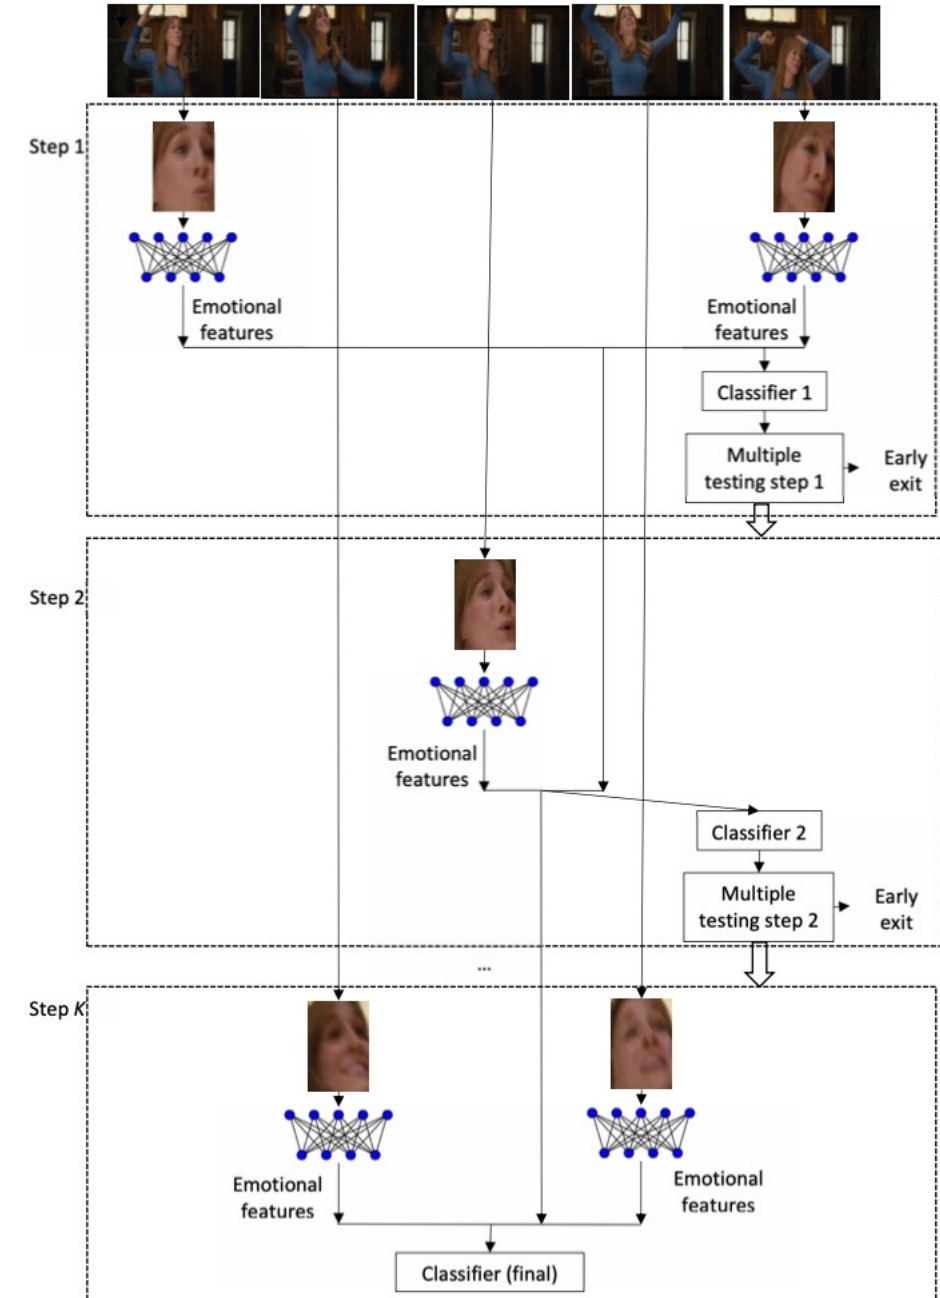 Step 1
Emotional
features
Emotional
features
Classifier 1
Multiple
testing step 1
Early
exit
Step 2
Emotional
features
Classifier 2
Multiple
testing step 2
Early
exit
...
Step K
Emotional
features
Emotional
features
Classifier (final)